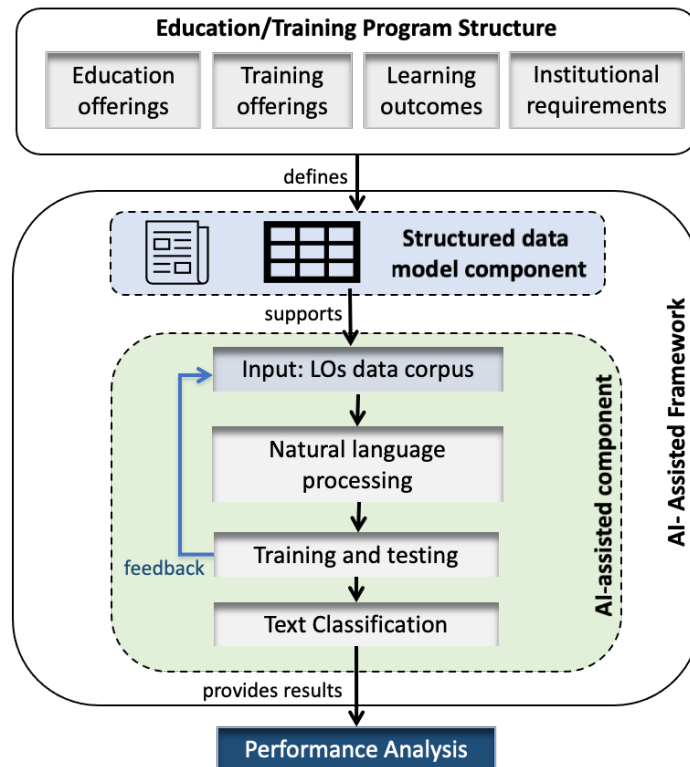 Education/Training Program Structure
Education
offerings
Training
offerings
Learning
outcomes
Institutional
requirements
defines
Structured data
model component
supports
Input: LOs data corpus
Natural language
processing
Training and testing
feedback
Text Classification
AI-assisted component
AI- Assisted Framework
provides results
Performance Analysis